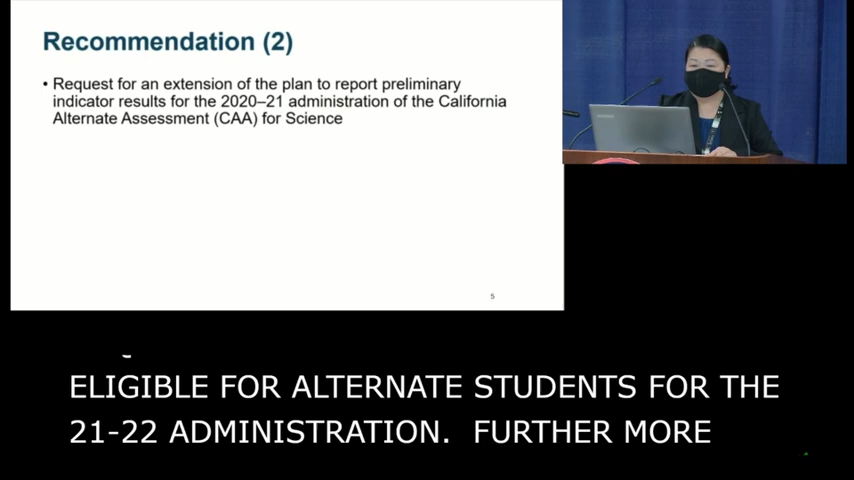 Recommendation (2)
• Request for an extension of the plan to report preliminary
indicator results for the 2020–21 administration of the California
Alternate Assessment (CAA) for Science
5
ELIGIBLE FOR ALTERNATE STUDENTS FOR THE
21-22 ADMINISTRATION.  FURTHER MORE